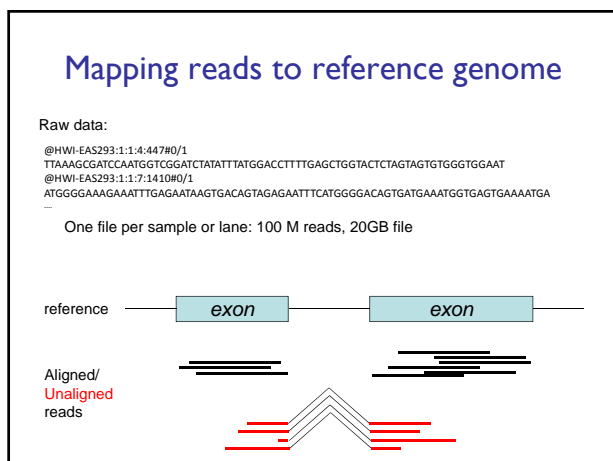 Mapping reads to reference genome
Raw data:
@HWI-EAS293:1:1:4:447#0/1
TTAAAGCGATCCAATGGTCGGATCTATATTTATGGACCTTTTGAGCTGGTACTCTAGTAGTGTGGGTGGAAT
@HWI-EAS293:1:1:7:1410#0/1
ATGGGGAAAGAAATTTGAGAATAAGTGACAGTAGAGAATTTCATGGGGACAGTGATGAAATGGTGAGTGAAAATGA
....
One file per sample or lane: 100 M reads, 20GB file
reference
exon
exon
Aligned/
Unaligned
reads